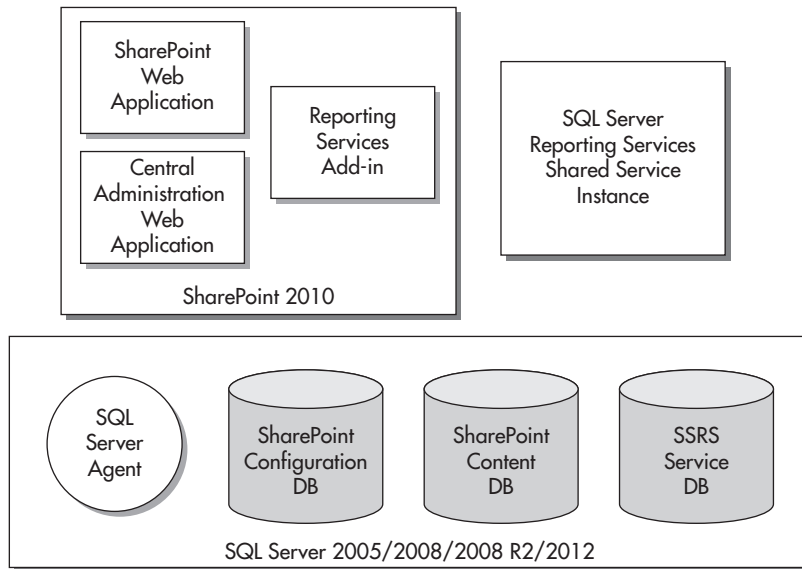 SharePoint
Web
Application
Central
Administration
Web
Application
Reporting
Services
Add-in
SharePoint 2010
SQL Server
Reporting Services
Shared Service
Instance
SQL
Server
Agent
SharePoint
Configuration
DB
SharePoint
Content
DB
SSRS
Service
DB
SQL Server 2005/2008/2008 R2/2012